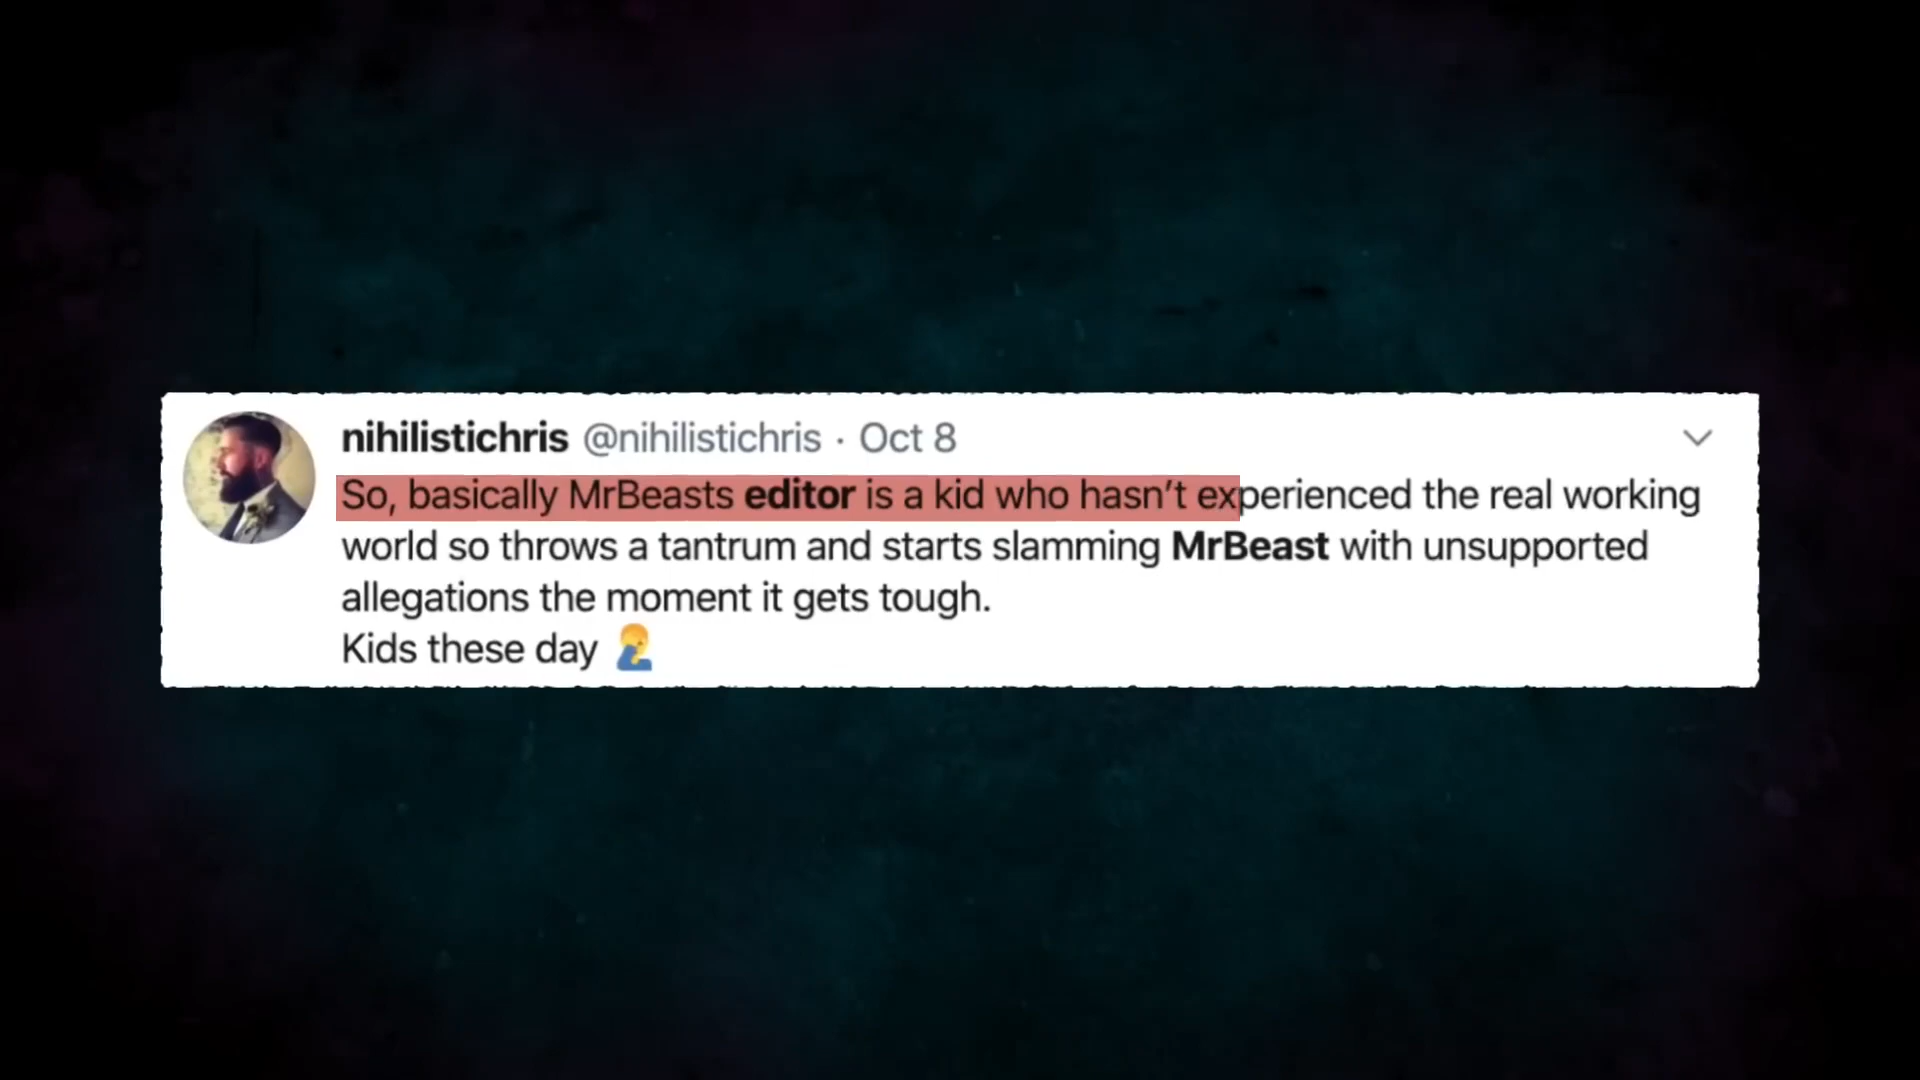 nihilistichris @nihilistichris · Oct 8
So, basically MrBeasts editor is a kid who hasn’t experienced the real working
world so throws a tantrum and starts slamming MrBeast with unsupported
allegations the moment it gets tough.
Kids these day 🤦‍♂️